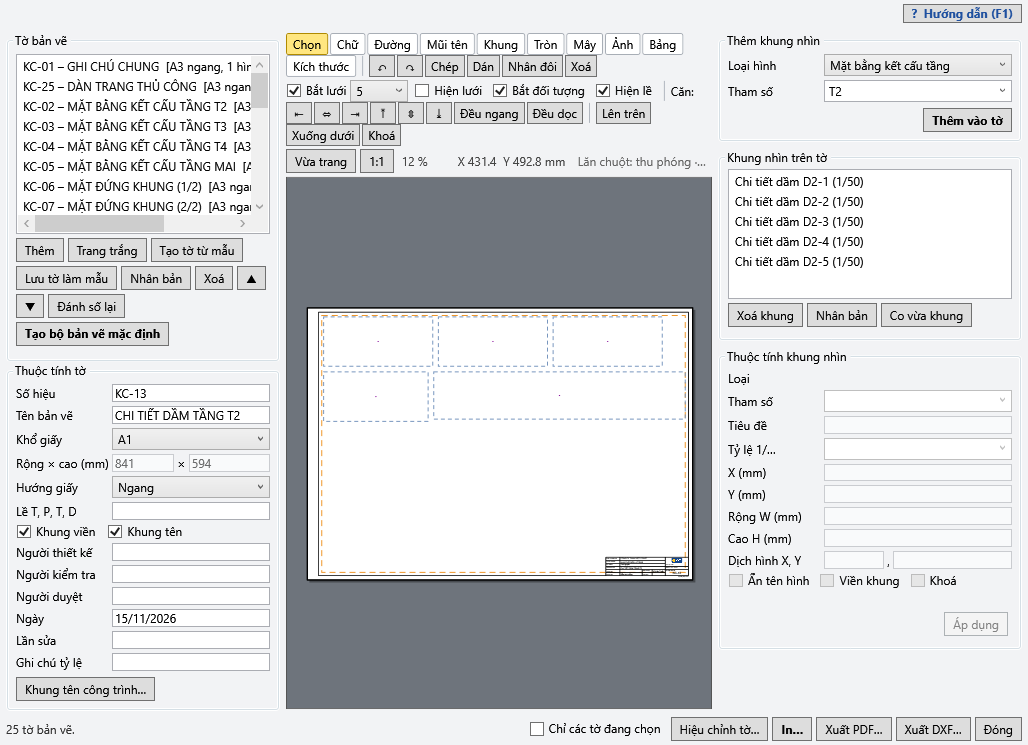 ? Hướng dẫn (F1)
Tờ bản vẽ
KC-01 – GHI CHÚ CHUNG [A3 ngang, 1 hìn
KC-25 – DÀN TRANG THỦ CÔNG [A3 ngan
KC-02 – MẶT BẰNG KẾT CẤU TẦNG T2 [A3
KC-03 – MẶT BẰNG KẾT CẤU TẦNG T3 [A3
KC-04 – MẶT BẰNG KẾT CẤU TẦNG T4 [A3
KC-05 – MẶT BẰNG KẾT CẤU TẦNG MAI [A
KC-06 – MẶT ĐỨNG KHUNG (1/2) [A3 ngan
KC-07 – MẶT ĐỨNG KHUNG (2/2) [A3 ngan
Thêm Trang trắng Tạo tờ từ mẫu
Lưu tờ làm mẫu Nhân bản Xoá ▲
▼ Đánh số lại
Tạo bộ bản vẽ mặc định
Thuộc tính tờ
Số hiệu KC-13
Tên bản vẽ CHI TIẾT DẦM TẦNG T2
Khổ giấy A1
Rộng × cao (mm) 841 × 594
Hướng giấy Ngang
Lề T, P, T, D
Khung viền Khung tên
Người thiết kế
Người kiểm tra
Người duyệt
Ngày 15/11/2026
Lần sửa
Ghi chú tỷ lệ
Khung tên công trình...
25 tờ bản vẽ.
Chọn Chữ Đường Mũi tên Khung Tròn Mây Ảnh Bảng
Kích thước ↶ ↷ Chép Dán Nhân đôi Xoá
Bắt lưới 5 Hiện lưới Bắt đối tượng Hiện lề Căn:
⇤ ⇔ ⇥ ⤒ ⇕ ⤓ Đều ngang Đều dọc Lên trên
Xuống dưới Khoá
Vừa trang 1:1 12 % X 431.4 Y 492.8 mm Lăn chuột: thu phóng ·...
Thêm khung nhìn
Loại hình Mặt bằng kết cấu tầng
Tham số T2
Thêm vào tờ
Khung nhìn trên tờ
Chi tiết dầm D2-1 (1/50)
Chi tiết dầm D2-2 (1/50)
Chi tiết dầm D2-3 (1/50)
Chi tiết dầm D2-4 (1/50)
Chi tiết dầm D2-5 (1/50)
Xoá khung Nhân bản Co vừa khung
Thuộc tính khung nhìn
Loại
Tham số
Tiêu đề
Tỷ lệ 1/...
X (mm)
Y (mm)
Rộng W (mm)
Cao H (mm)
Dịch hình X, Y ,
Ẩn tên hình Viền khung Khoá
Áp dụng
Chỉ các tờ đang chọn Hiệu chỉnh tờ... In... Xuất PDF... Xuất DXF... Đóng